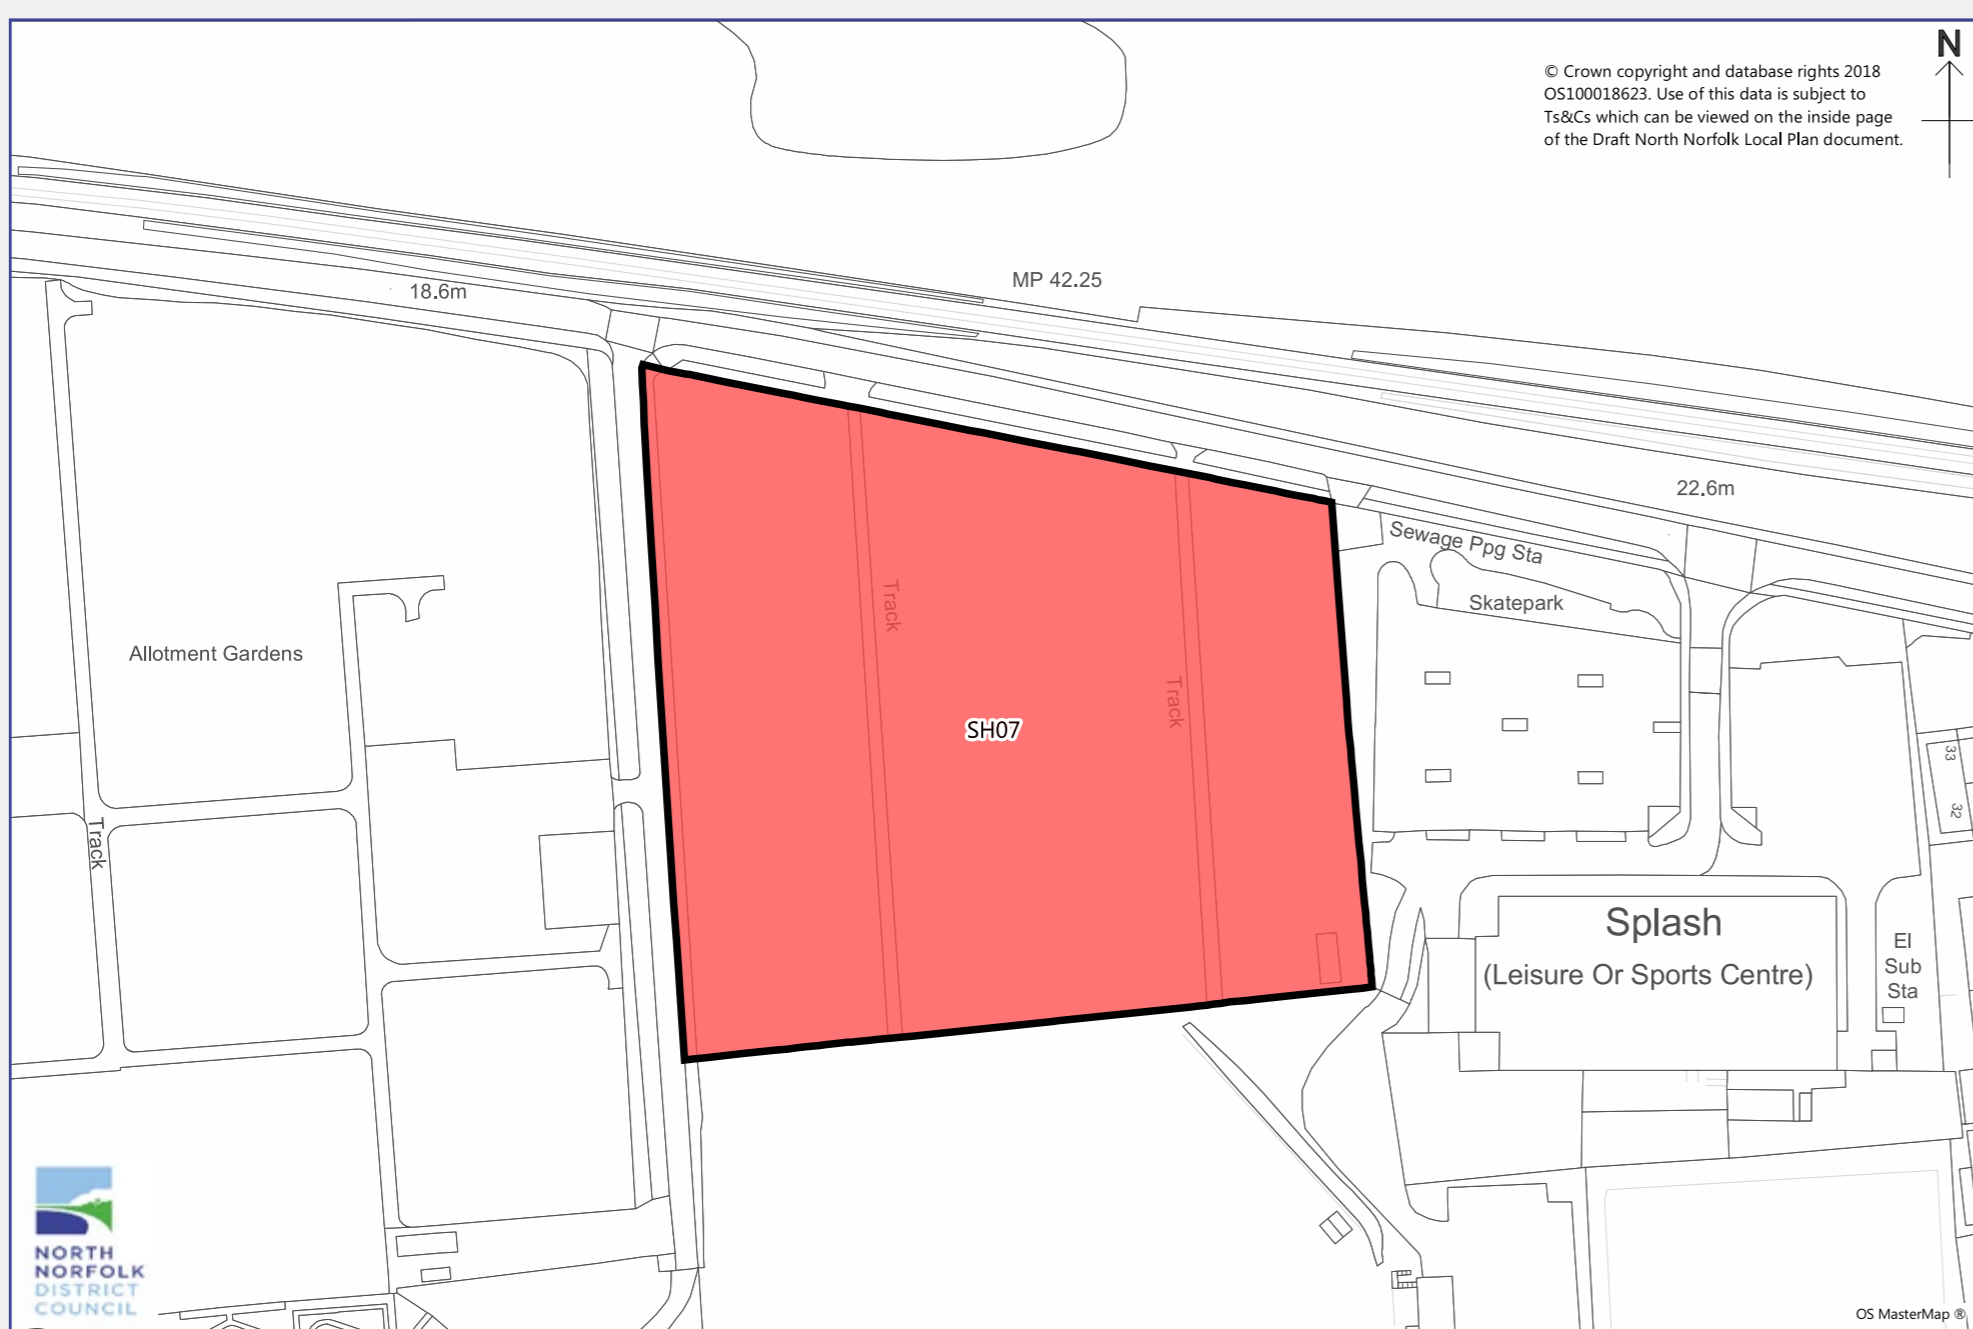 N
© Crown copyright and database rights 2018
OS100018623. Use of this data is subject to
Ts&Cs which can be viewed on the inside page
of the Draft North Norfolk Local Plan document.
MP 42.25
18.6m
22.6m
Sewage Ppg Sta
Skatepark
Track
Allotment Gardens
Track
SH07
33
32
Track
Splash
(Leisure Or Sports Centre)
El
Sub
Sta
NORTH
NORFOLK
DISTRICT
COUNCIL
OS MasterMap ®